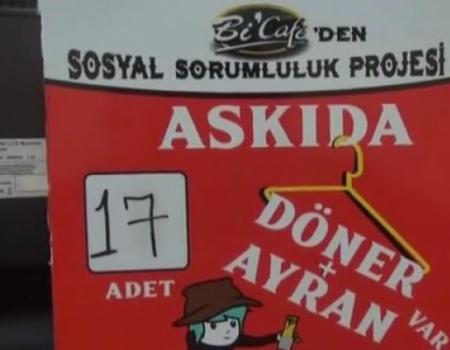 Bi'Cafe 'DEN
SOSYAL SORUMLULUK PROJESİ
ASKIDA
17
ADET
DÖNER
+
AYRAN VAR